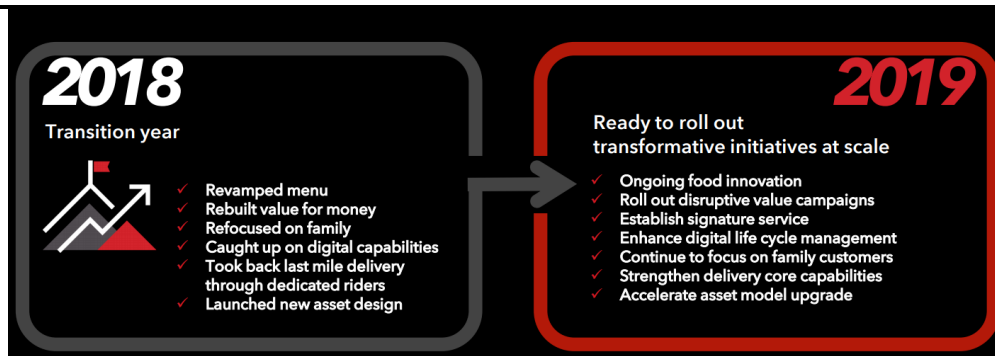 2018
Transition year
Revamped menu
Rebuilt value for money
Refocused on family
Caught up on digital capabilities
Took back last mile delivery
through dedicated riders
Launched new asset design
2019
Ready to roll out
transformative initiatives at scale
Ongoing food innovation
Roll out disruptive value campaigns
Establish signature service
Enhance digital life cycle management
Continue to focus on family customers
Strengthen delivery core capabilities
Accelerate asset model upgrade